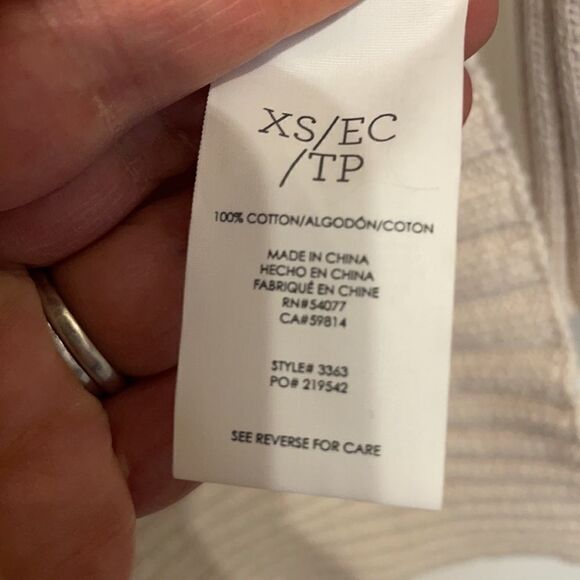 XS/EC
/TP
100% COTTON/ALGODÓN/COTON
MADE IN CHINA
HECHO EN CHINA
FABRIQUÉ EN CHINE
RN#54077
CA#59814
STYLE# 3363
PO# 219542
SEE REVERSE FOR CARE